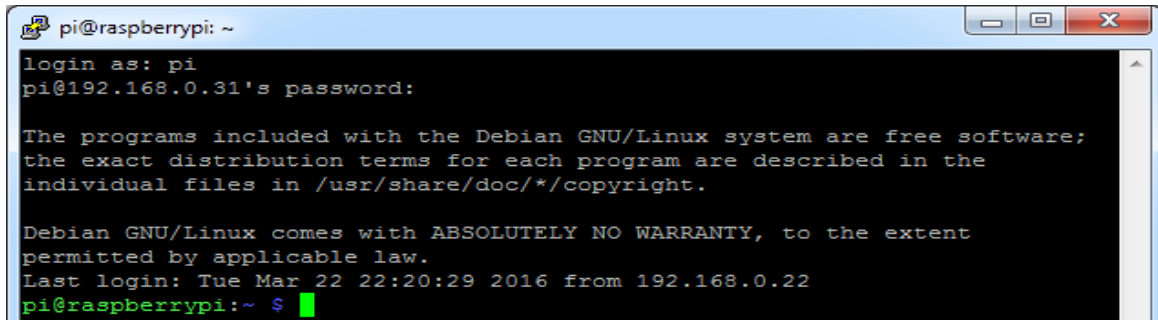 pi@raspberrypi: ~
login as: pi
pi@192.168.0.31's password:
The programs included with the Debian GNU/Linux system are free software;
the exact distribution terms for each program are described in the
individual files in /usr/share/doc/*/copyright.
Debian GNU/Linux comes with ABSOLUTELY NO WARRANTY, to the extent
permitted by applicable law.
Last login: Tue Mar 22 22:20:29 2016 from 192.168.0.22
pi@raspberrypi:~ $